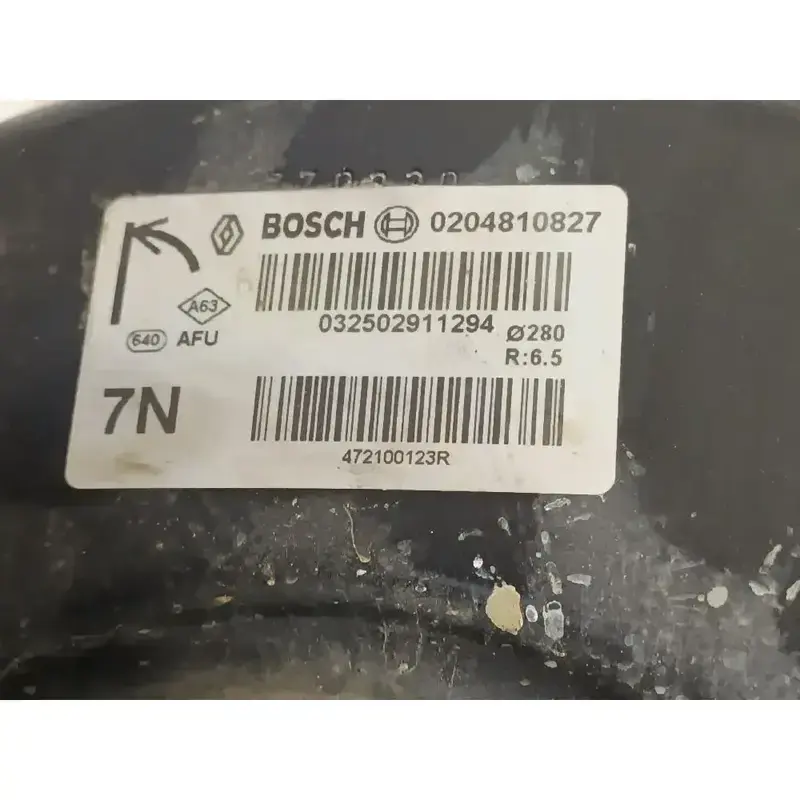 BOSCH 0204810827
A63
032502911294
Ø280
640 AFU
R:6.5
7N
472100123R